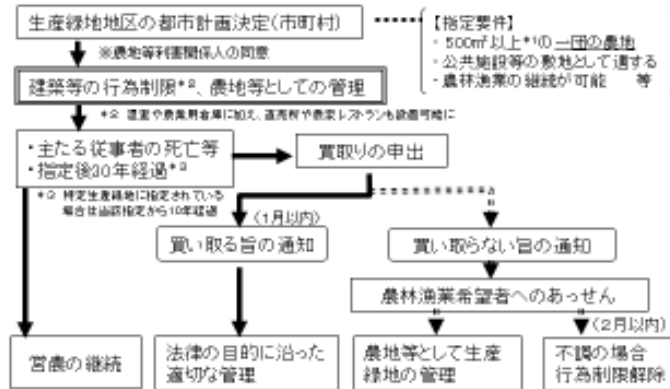 生産緑地地区の都市計画決定(市町村)
【指定要件】
・500㎡以上*¹の一団の農地
・公共施設等の敷地として適する
・農林漁業の継続が可能 等
※農地等利害関係人の同意
建築等の行為制限*²、農地等としての管理
*② 温室や農業用倉庫に加え、直売所や農家レストランも設置可能に
・主たる従事者の死亡等
・指定後30年経過*³
買取りの申出
*③ 特定生産緑地に指定されている
場合は当該指定から10年経過
(1月以内)
買い取る旨の通知
買い取らない旨の通知
農林漁業希望者へのあっせん
(2月以内)
営農の継続
法律の目的に沿った
適切な管理
農地等として生産
緑地の管理
不調の場合
行為制限解除